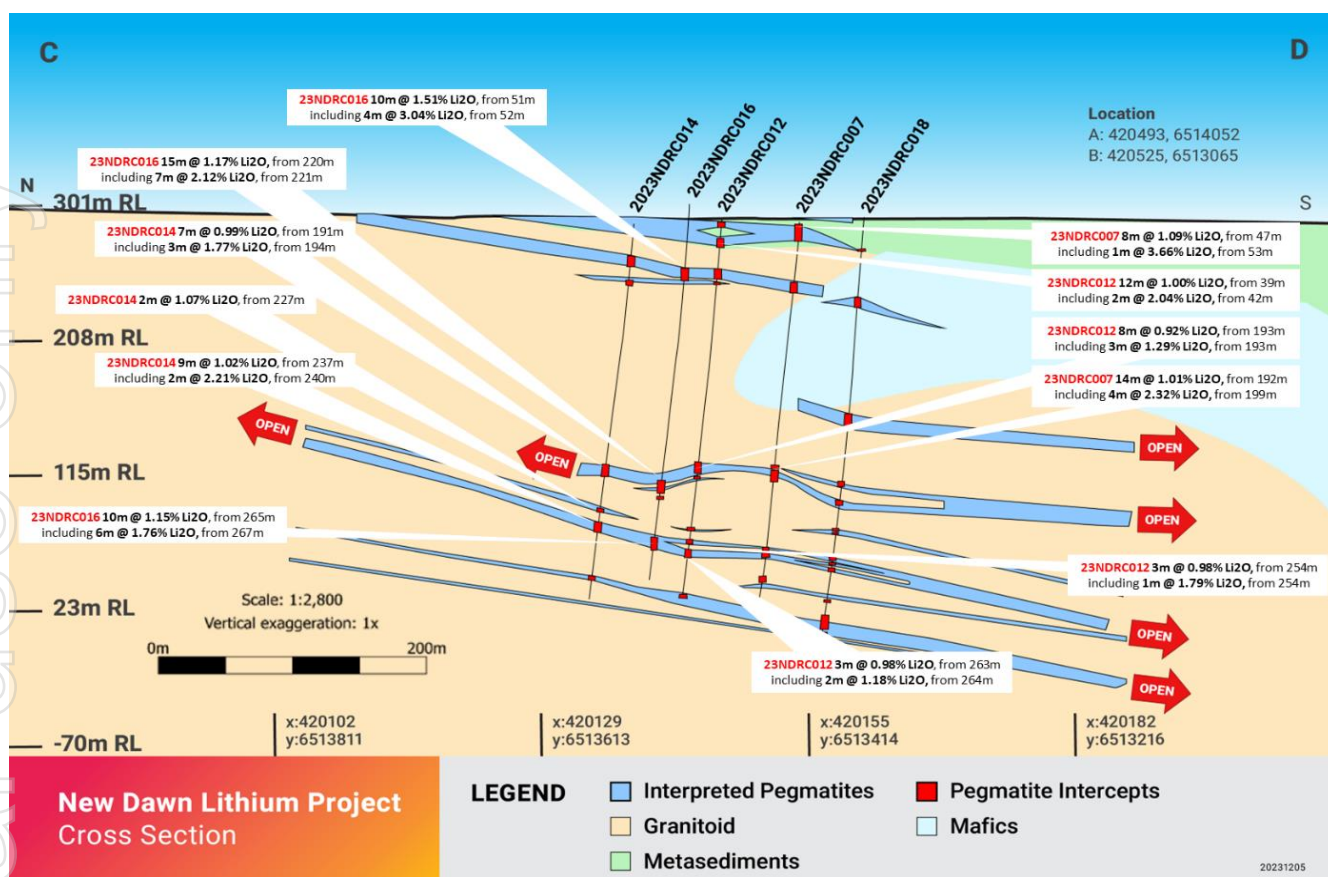 C
D
23NDRC016 10m @ 1.51% Li2O, from 51m
including 4m @ 3.04% Li2O, from 52m
Location
A: 420493, 6514052
B: 420525, 6513065
23NDRC016 15m @ 1.17% Li2O, from 220m
including 7m @ 2.12% Li2O, from 221m
2023NDRC014
2023NDRC016
2023NDRC012
2023NDRC007
2023NDRC018
N
S
301m RL
23NDRC014 7m @ 0.99% Li2O, from 191m
including 3m @ 1.77% Li2O, from 194m
23NDRC007 8m @ 1.09% Li2O, from 47m
including 1m @ 3.66% Li2O, from 53m
23NDRC014 2m @ 1.07% Li2O, from 227m
23NDRC012 12m @ 1.00% Li2O, from 39m
including 2m @ 2.04% Li2O, from 42m
208m RL
23NDRC012 8m @ 0.92% Li2O, from 193m
including 3m @ 1.29% Li2O, from 193m
23NDRC014 9m @ 1.02% Li2O, from 237m
including 2m @ 2.21% Li2O, from 240m
23NDRC007 14m @ 1.01% Li2O, from 192m
including 4m @ 2.32% Li2O, from 199m
OPEN
OPEN
OPEN
115m RL
23NDRC016 10m @ 1.15% Li2O, from 265m
including 6m @ 1.76% Li2O, from 267m
OPEN
23NDRC012 3m @ 0.98% Li2O, from 254m
including 1m @ 1.79% Li2O, from 254m
23m RL
Scale: 1:2,800
Vertical exaggeration: 1x
0m
200m
OPEN
23NDRC012 3m @ 0.98% Li2O, from 263m
including 2m @ 1.18% Li2O, from 264m
OPEN
x:420102
y:6513811
x:420129
y:6513613
x:420155
y:6513414
x:420182
y:6513216
-70m RL
New Dawn Lithium Project
Cross Section
LEGEND
Interpreted Pegmatites
Pegmatite Intercepts
Granitoid
Mafics
Metasediments
20231205